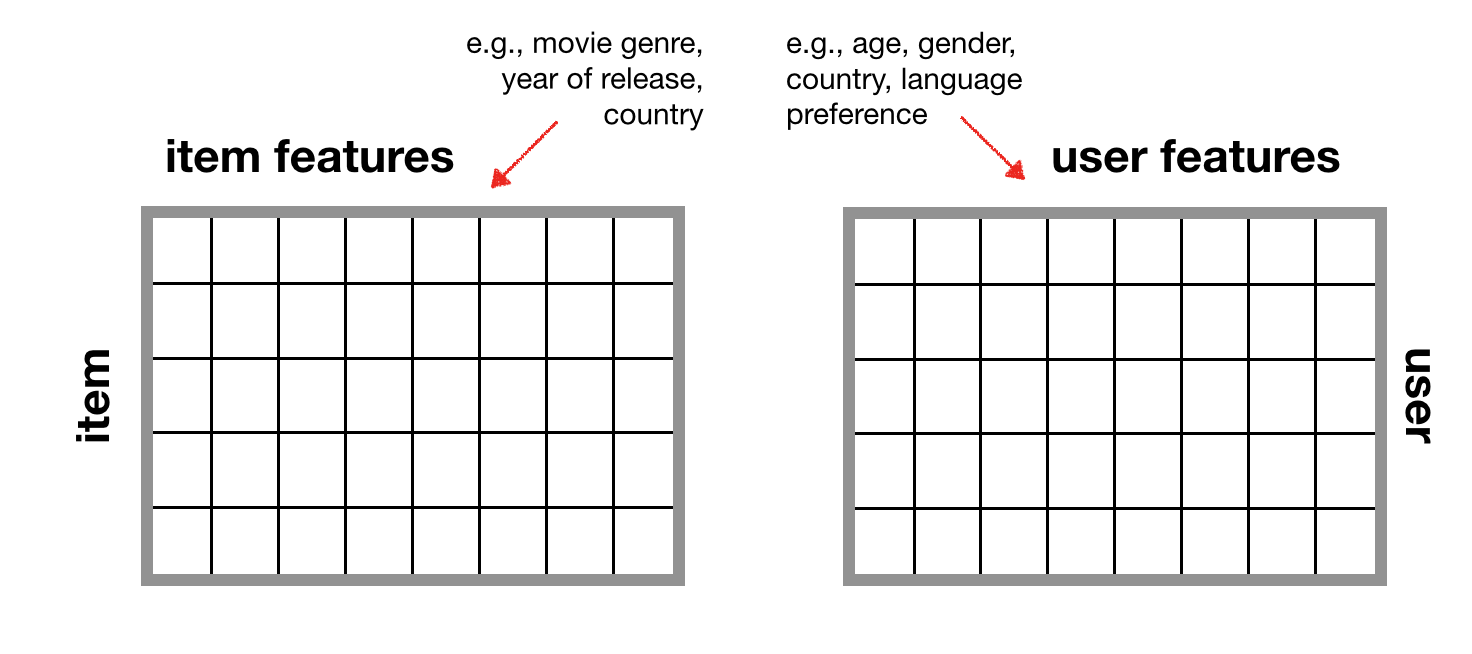 e.g., movie genre,
year of release,
country
item features
item
e.g., age, gender,
country, language
preference
user features
user